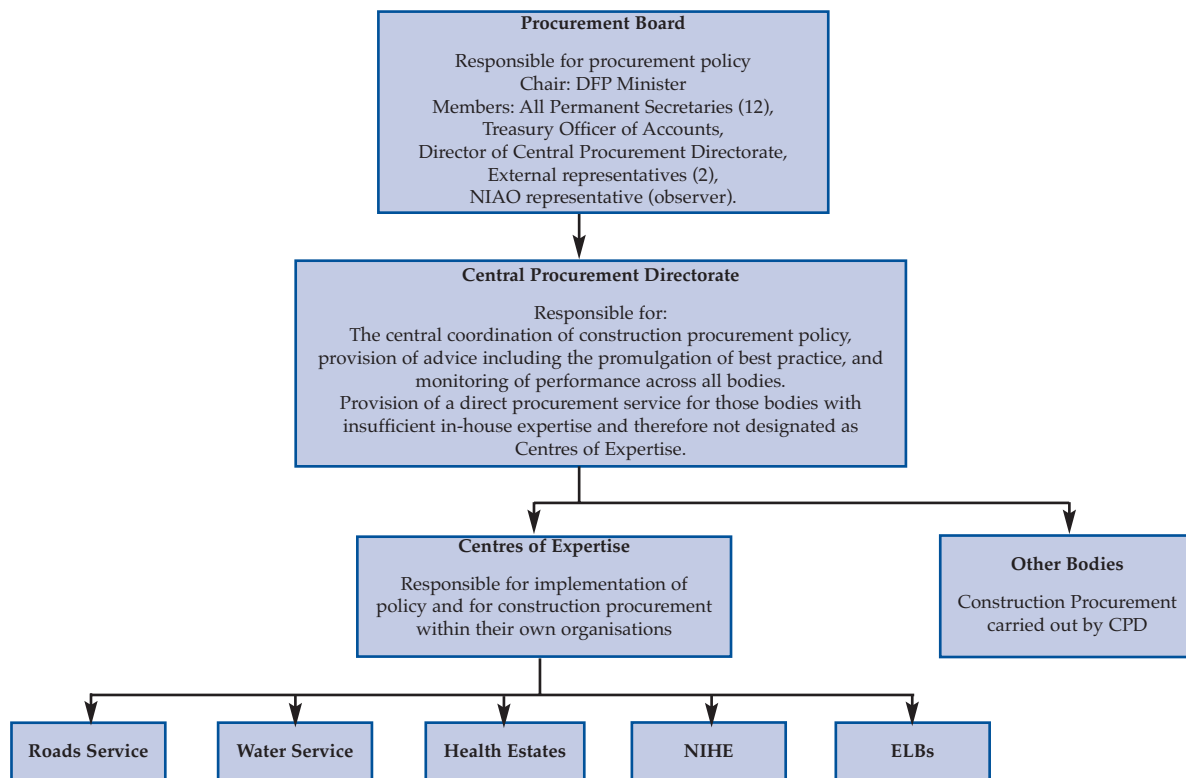 Procurement Board
Responsible for procurement policy
Chair: DFP Minister
Members: All Permanent Secretaries (12),
Treasury Officer of Accounts,
Director of Central Procurement Directorate,
External representatives (2),
NIAO representative (observer).
Central Procurement Directorate
Responsible for:
The central coordination of construction procurement policy,
provision of advice including the promulgation of best practice, and
monitoring of performance across all bodies.
Provision of a direct procurement service for those bodies with
insufficient in-house expertise and therefore not designated as
Centres of Expertise.
Centres of Expertise
Responsible for implementation of
policy and for construction procurement
within their own organisations
Other Bodies
Construction Procurement
carried out by CPD
Roads Service
Water Service
Health Estates
NIHE
ELBs